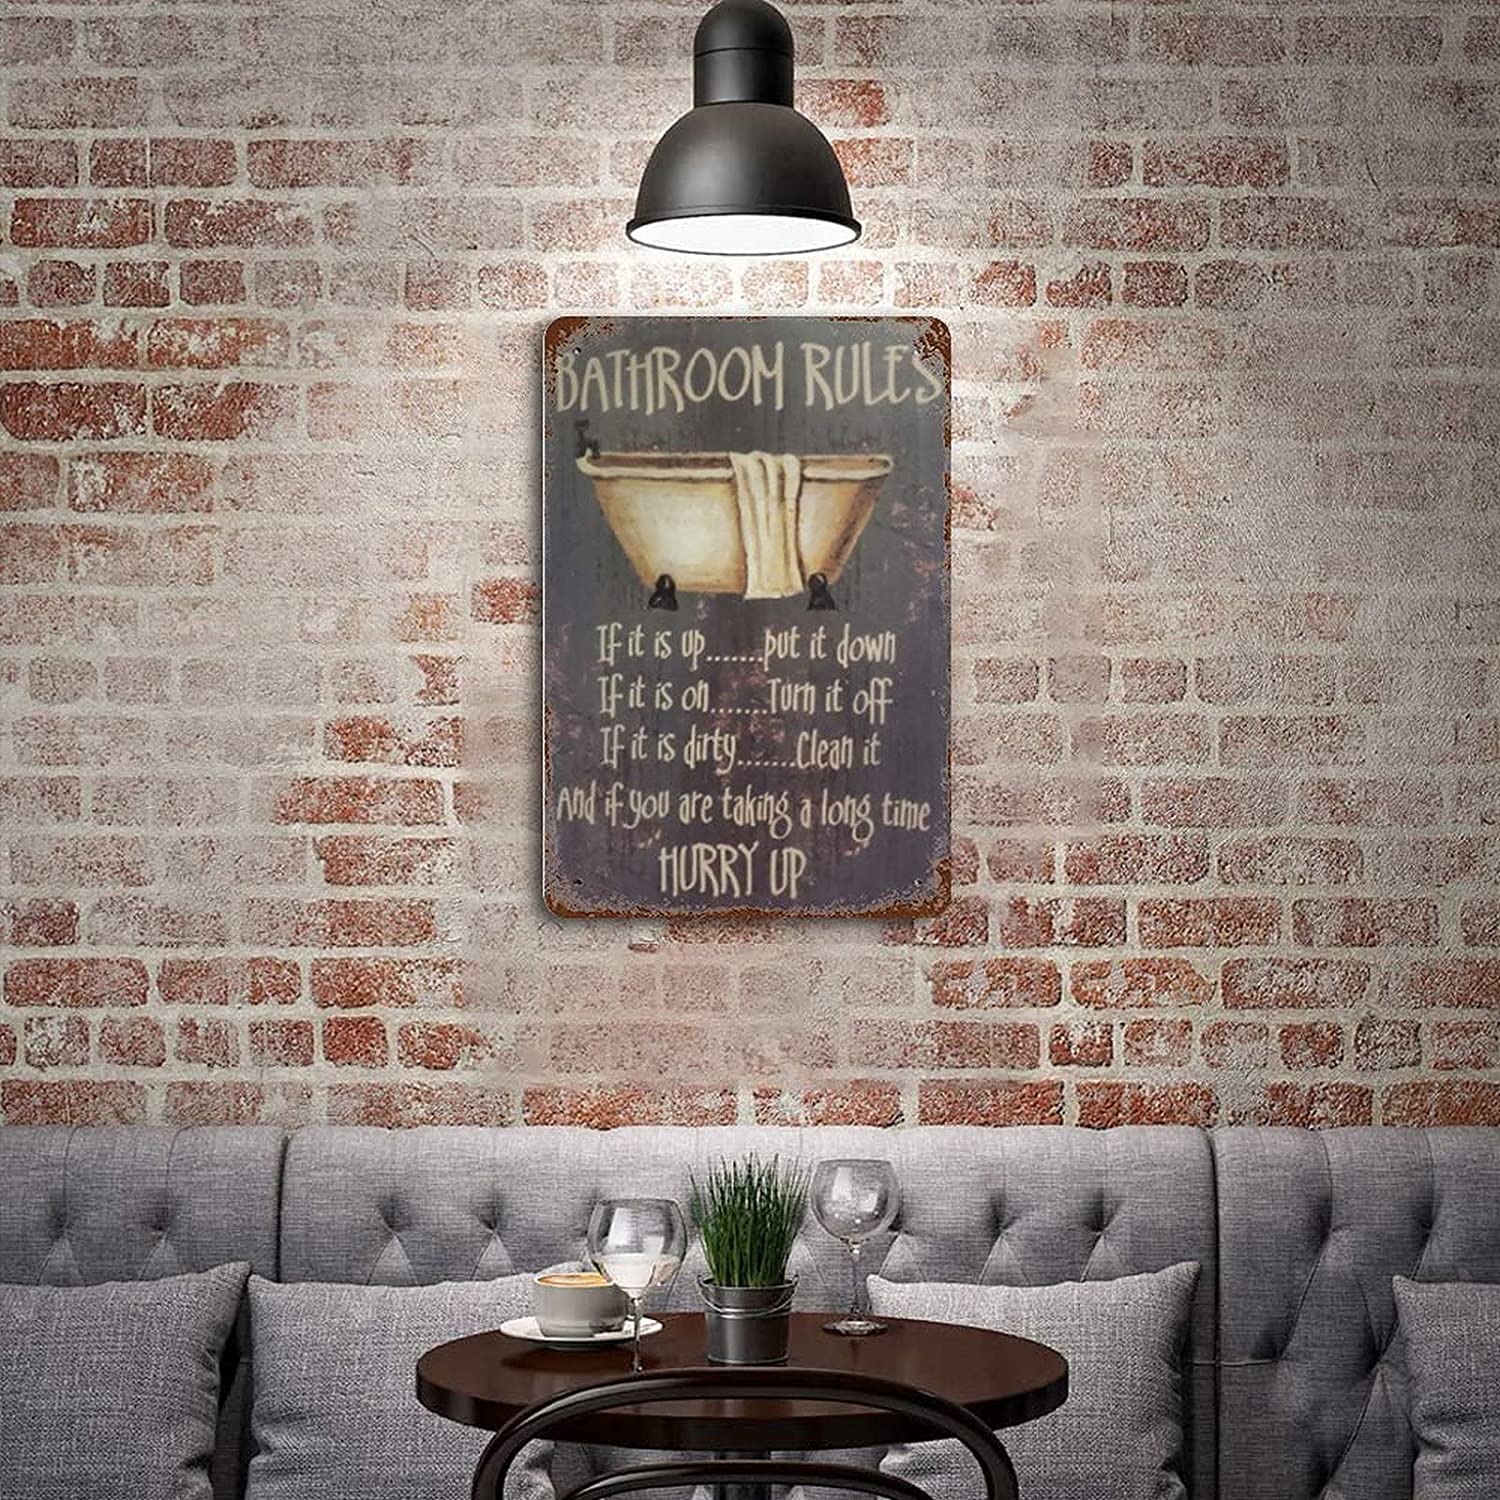 BATHROOM RULES
If it is up.......put it down
If it is on.......Turn it off
If it is dirty.......Clean it
And if you are taking a long time
HURRY UP